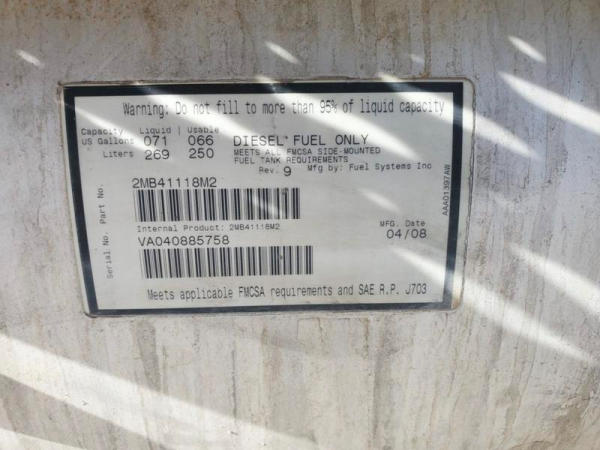 Warning: Do not fill to more than 95% of liquid capacity
Capacity Liquid | Usable
US Gallons 071 066 DIESEL FUEL ONLY
Liters 269 250 MEETS ALL FMCSA SIDE-MOUNTED
FUEL TANK REQUIREMENTS
Rev. 9 Mfg by: Fuel Systems Inc
AAA01397AW
Part No. 2MB41118M2
Internal Product: 2MB41118M2
Serial No. VA040885758
MFG. Date
04/08
Meets applicable FMCSA requirements and SAE R.P. J703